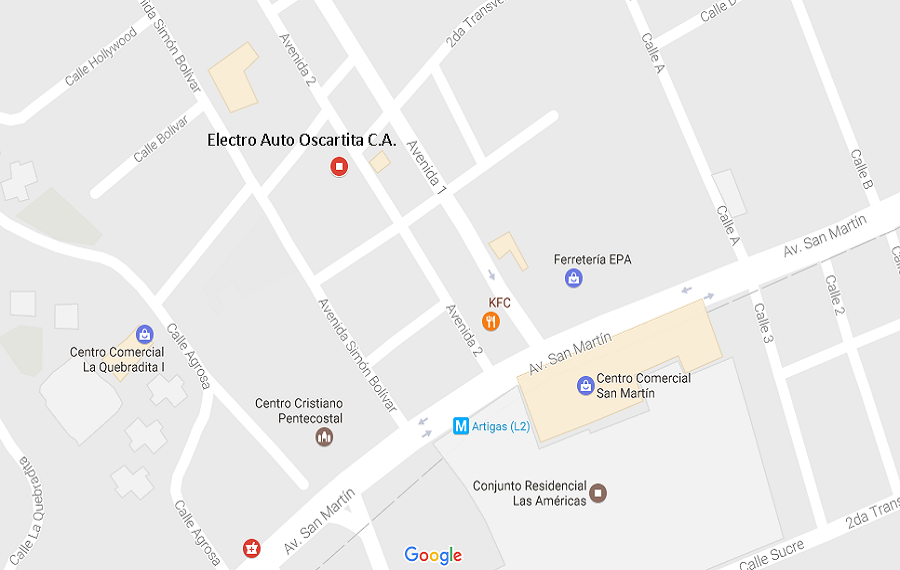 Avenida Simón Bolívar
Calle Hollywood
Avenida 2
2da Transve
Calle A
Calle D
Calle Bolivar
Electro Auto Oscartita C.A.
Avenida 1
Calle B
Calle A
Av. San Martín
Ferretería EPA
KFC
Calle 2
Calle 3
Avenida Simón Bolívar
Avenida 2
Av. San Martín
Calle Agrosa
Centro Comercial
La Quebradita I
Centro Comercial
San Martín
Centro Cristiano
Pentecostal
M Artigas (L2)
Calle La Quebradita
Conjunto Residencial
Las Américas
Calle Agrosa
Av. San Martín
2da Trans
Calle Sucre
Google